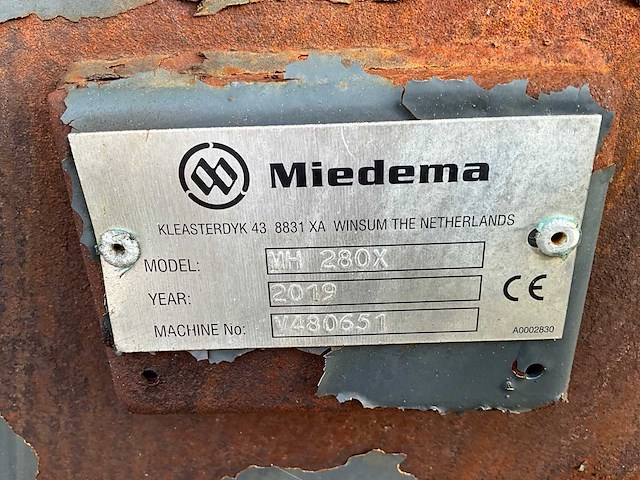 Miedema
KLEASTERDYK 43 8831 XA WINSUM THE NETHERLANDS
MODEL: MH 280X
YEAR: 2019
CE
MACHINE No: V480651
A0002830